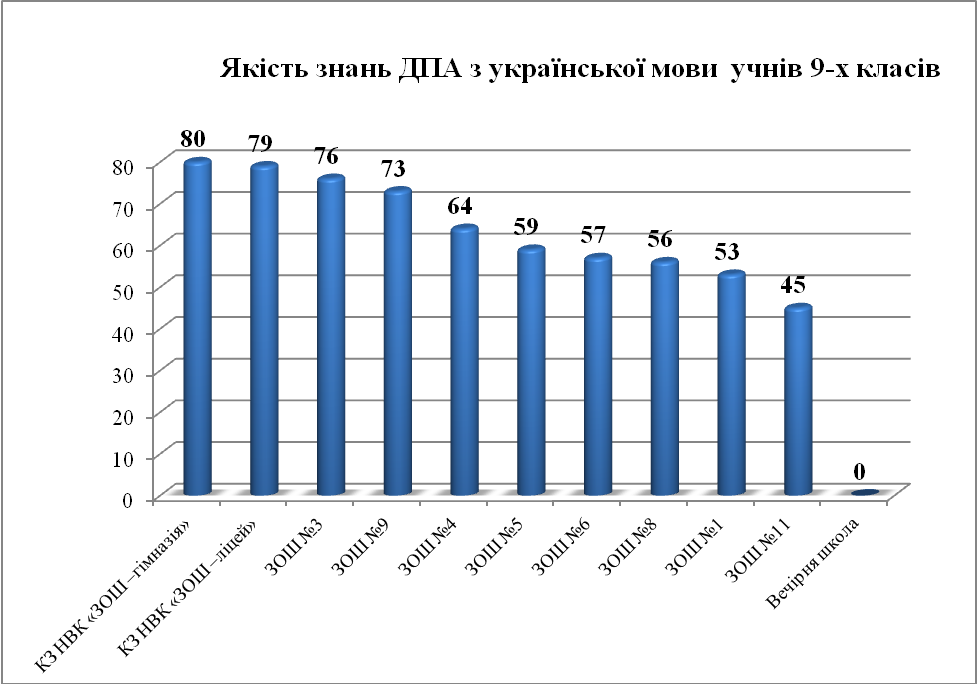 Якість знань ДПА з української мови учнів 9-х класів
80
79
76
73
64
59
57
56
53
45
0
80
70
60
50
40
30
20
10
0
КЗ НВК «ЗОШ –гімназія»
КЗ НВК «ЗОШ –ліцей»
ЗОШ №3
ЗОШ №9
ЗОШ №4
ЗОШ №5
ЗОШ №6
ЗОШ №8
ЗОШ №1
ЗОШ №11
Вечірня школа